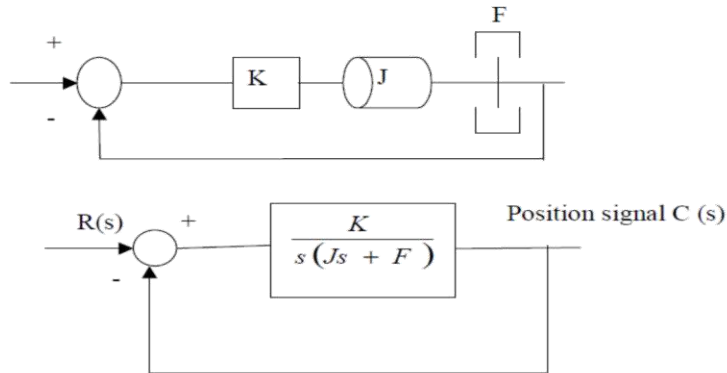 F
+
K
J
-
R(s)
+
K
s(Js + F)
Position signal C (s)
-